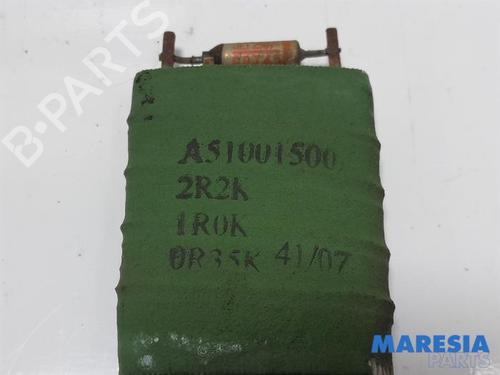 A51001500
2R2K
1R0K
0R35K 41/07
B-PARTS
MARESIA
PARTS